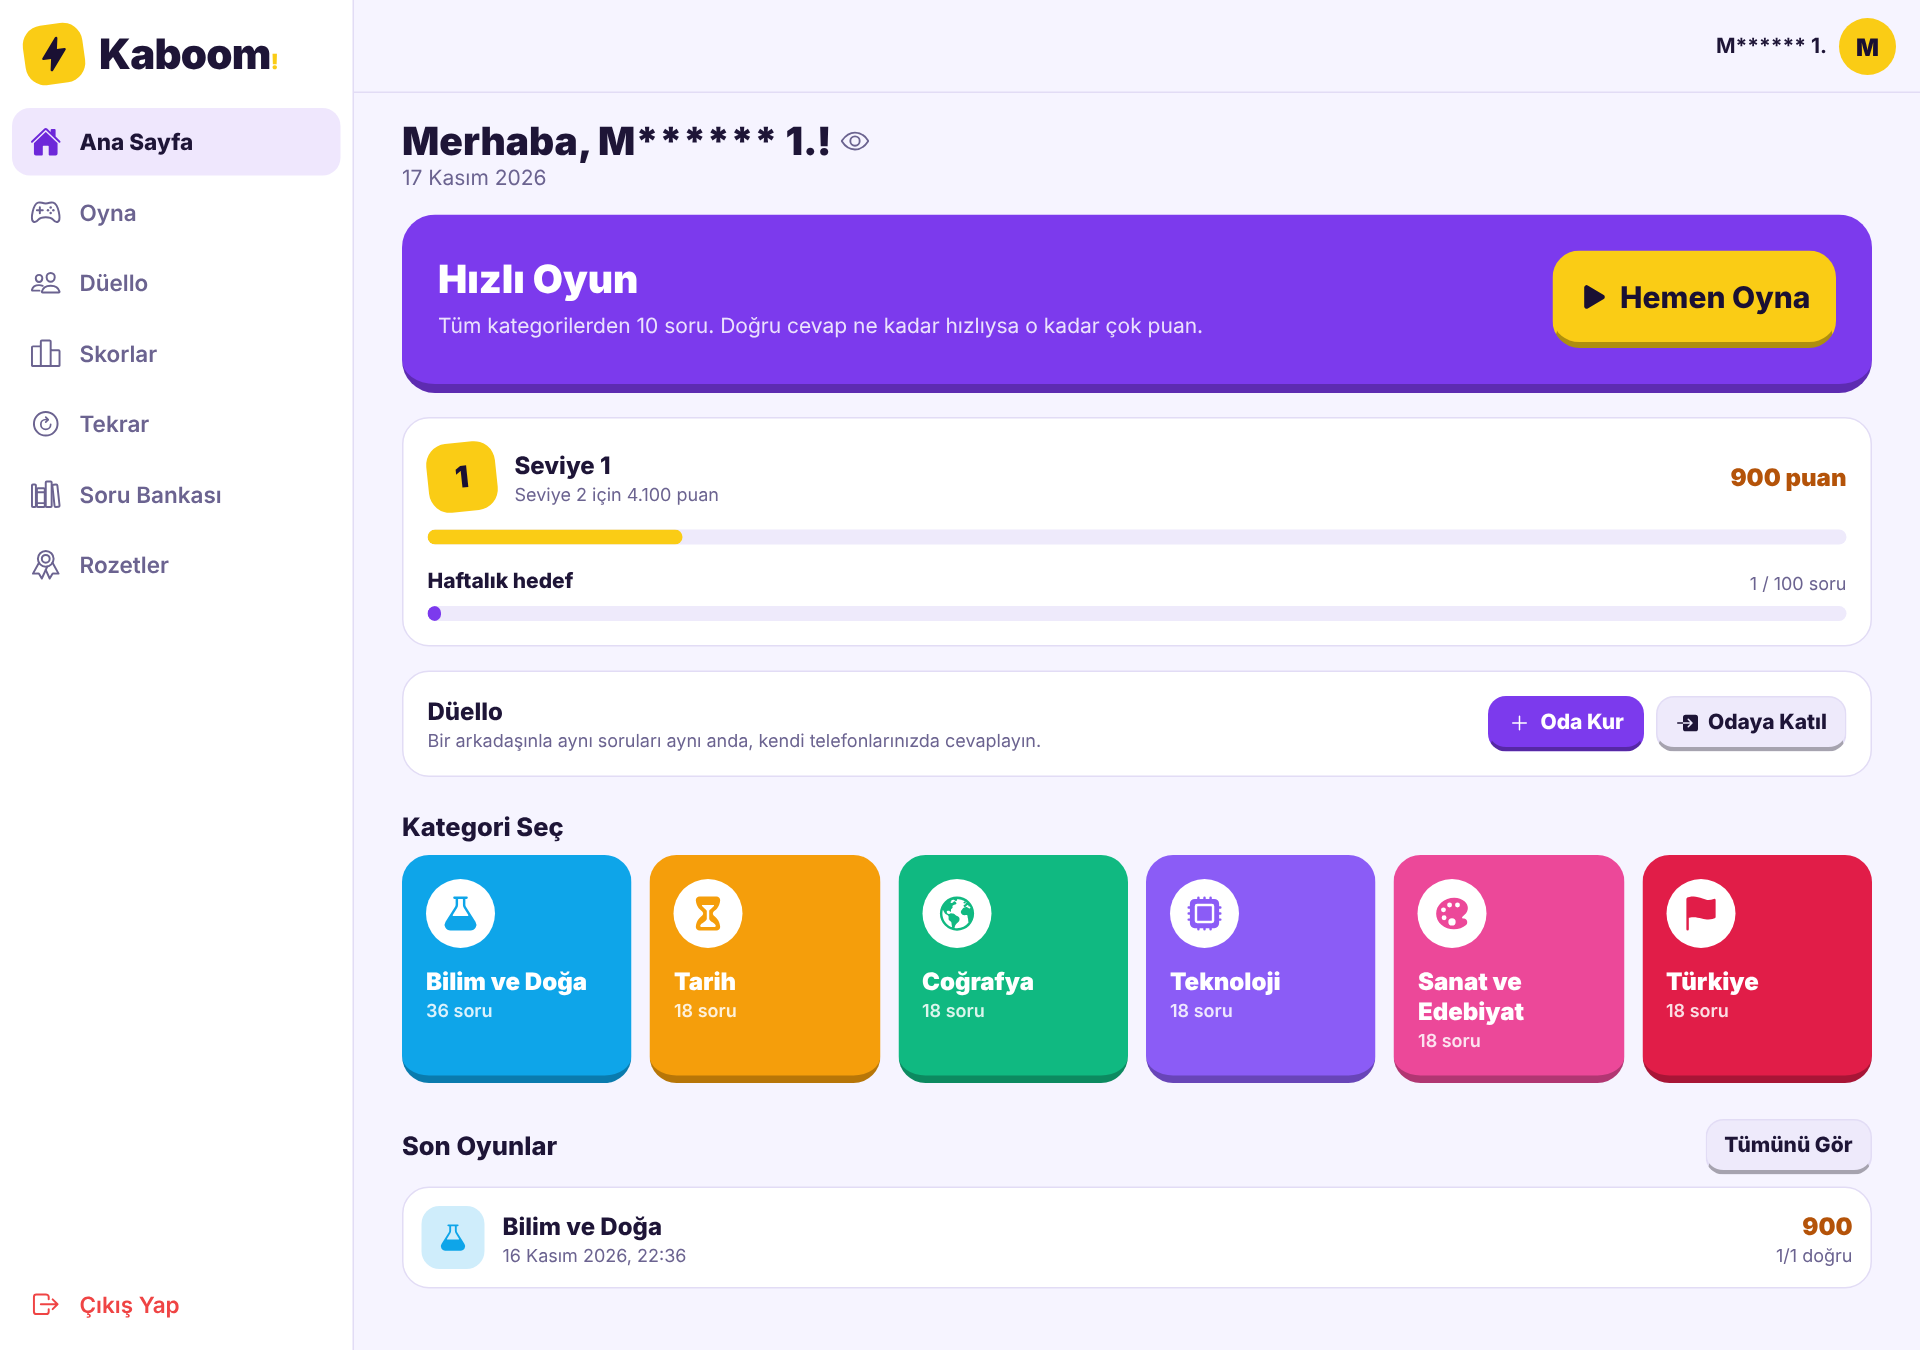 Kaboom!
M****** 1.
M
Ana Sayfa
Oyna
Düello
Skorlar
Tekrar
Soru Bankası
Rozetler
Çıkış Yap
Merhaba, M****** 1.!
17 Kasım 2026
Hızlı Oyun
Tüm kategorilerden 10 soru. Doğru cevap ne kadar hızlıysa o kadar çok puan.
Hemen Oyna
1
Seviye 1
Seviye 2 için 4.100 puan
900 puan
Haftalık hedef
1 / 100 soru
Düello
Bir arkadaşınla aynı soruları aynı anda, kendi telefonlarınızda cevaplayın.
Oda Kur
Odaya Katıl
Kategori Seç
Bilim ve Doğa
36 soru
Tarih
18 soru
Coğrafya
18 soru
Teknoloji
18 soru
Sanat ve
Edebiyat
18 soru
Türkiye
18 soru
Son Oyunlar
Tümünü Gör
Bilim ve Doğa
16 Kasım 2026, 22:36
900
1/1 doğru